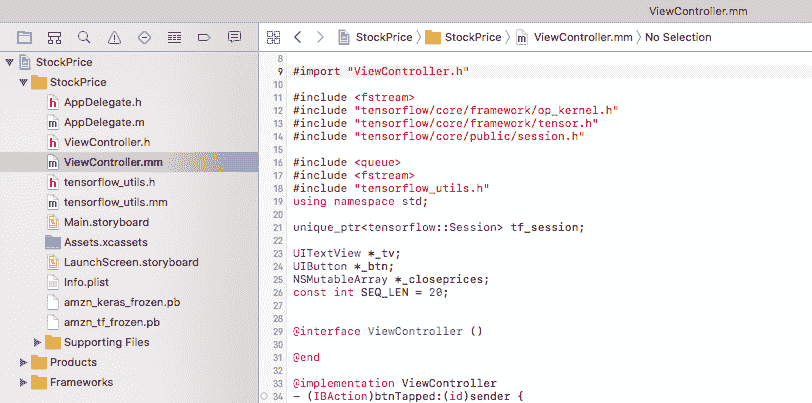 ViewController.mm
StockPrice > StockPrice > ViewController.mm > No Selection
StockPrice
StockPrice
AppDelegate.h
AppDelegate.m
ViewController.h
ViewController.mm
tensorflow_utils.h
tensorflow_utils.mm
Main.storyboard
Assets.xcassets
LaunchScreen.storyboard
Info.plist
amzn_keras_frozen.pb
amzn_tf_frozen.pb
Supporting Files
Products
Frameworks
8
9 #import "ViewController.h"
10
11 #include <fstream>
12 #include "tensorflow/core/framework/op_kernel.h"
13 #include "tensorflow/core/framework/tensor.h"
14 #include "tensorflow/core/public/session.h"
15
16 #include <queue>
17 #include <fstream>
18 #include "tensorflow_utils.h"
19 using namespace std;
20
21 unique_ptr<tensorflow::Session> tf_session;
22
23 UITextView *_tv;
24 UIButton *_btn;
25 NSMutableArray *_closeprices;
26 const int SEQ_LEN = 20;
27
28
29 @interface ViewController ()
30
31 @end
32
33 @implementation ViewController
34 - (IBAction)btnTapped:(id)sender {